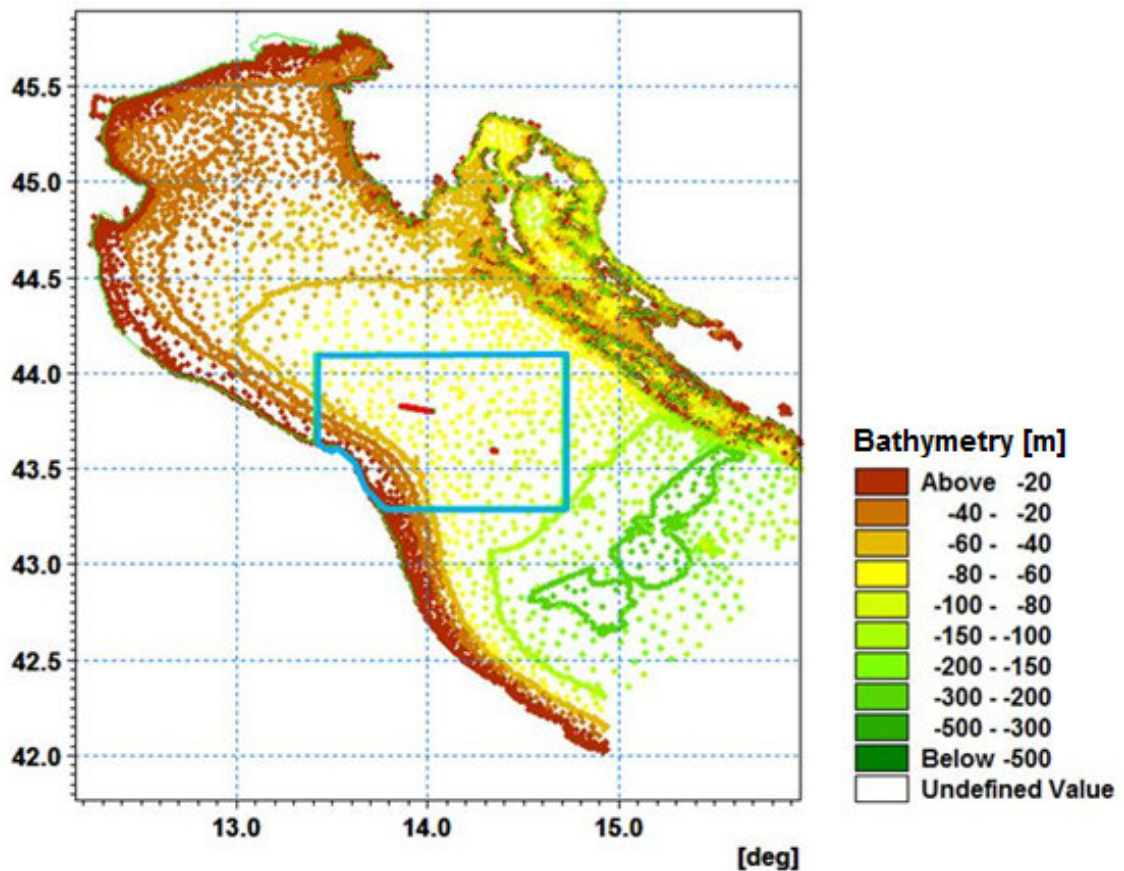 45.5
45.0
44.5
44.0
43.5
43.0
42.5
42.0
13.0 14.0 15.0
[deg]
Bathymetry [m]
Above -20
-40 - -20
-60 - -40
-80 - -60
-100 - -80
-150 - -100
-200 - -150
-300 - -200
-500 - -300
Below -500
Undefined Value